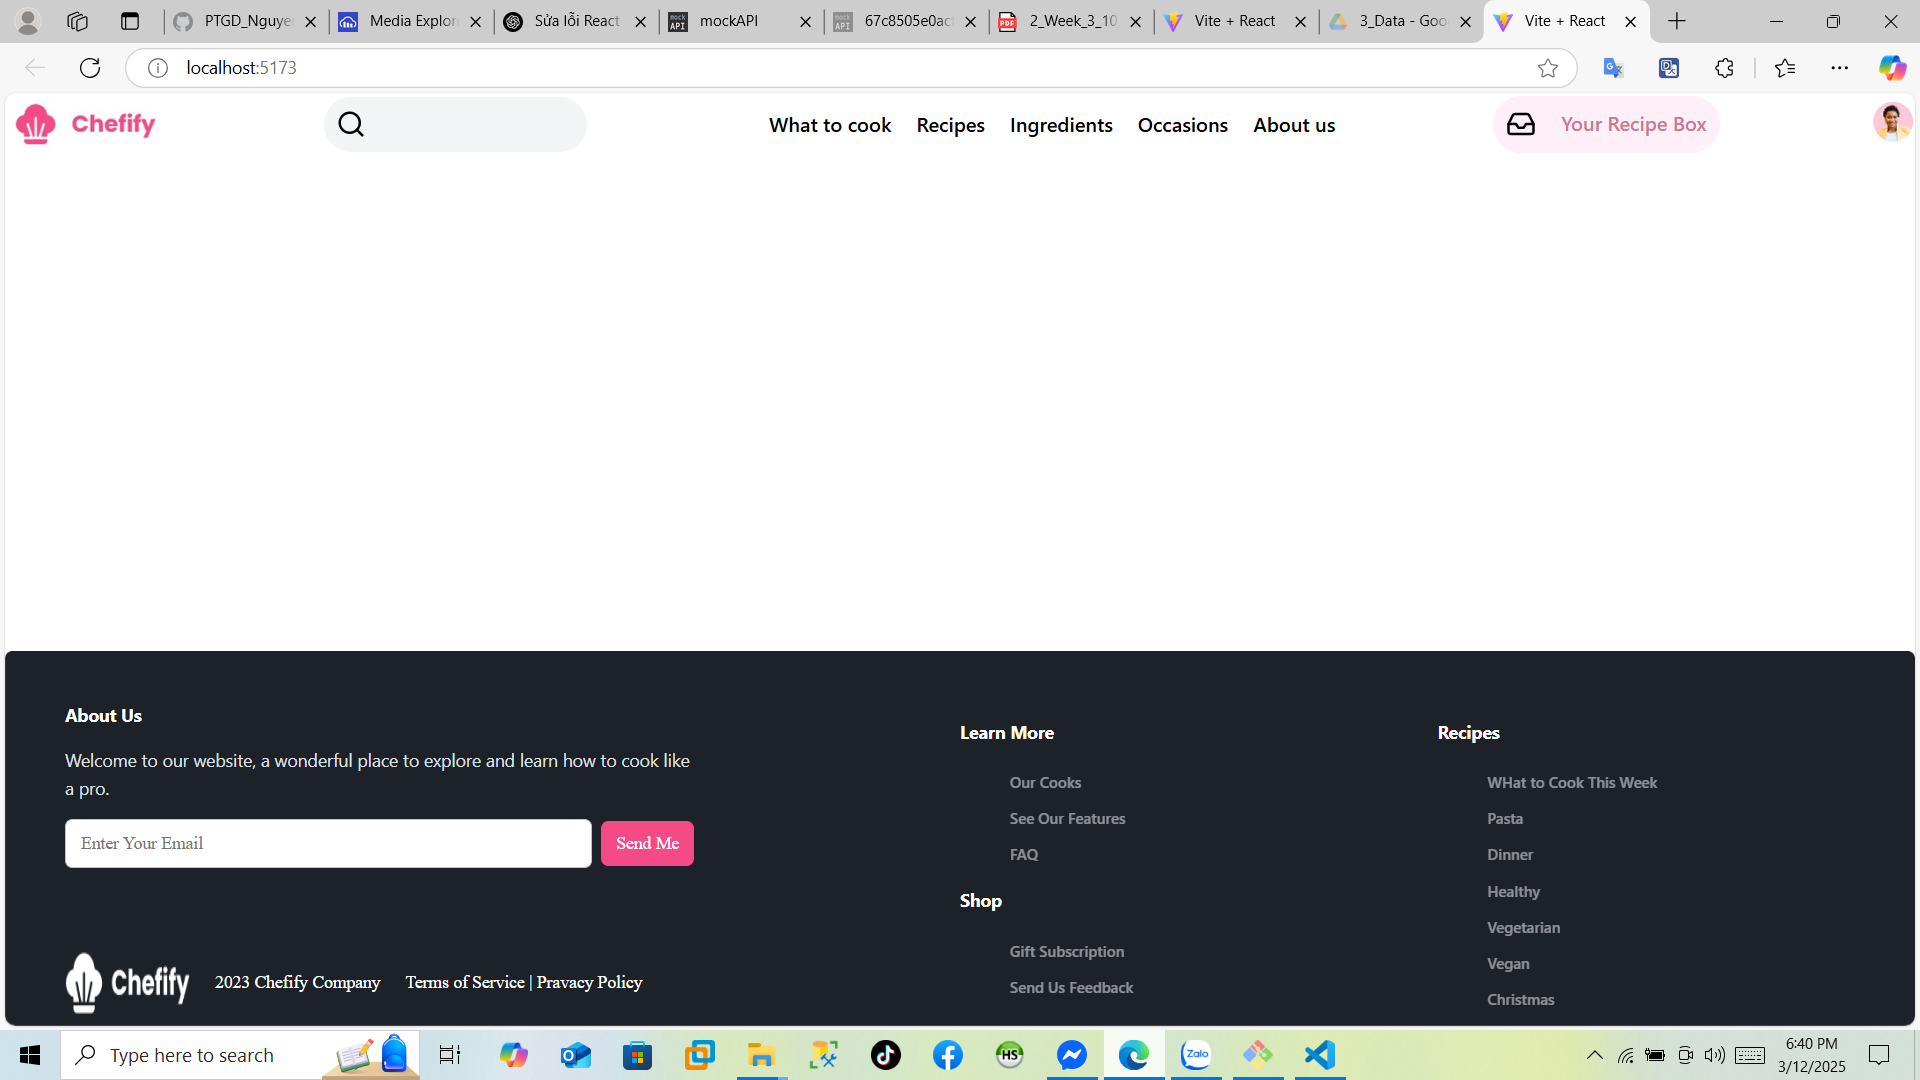 PTGD_Nguye
Media Explor
Sửa lỗi React
mockAPI
67c8505e0act
2_Week_3_10
Vite + React
3_Data - Goo
Vite + React
localhost:5173
Chefify
What to cook
Recipes
Ingredients
Occasions
About us
Your Recipe Box
About Us
Welcome to our website, a wonderful place to explore and learn how to cook like
a pro.
Enter Your Email
Send Me
Chefify
2023 Chefify Company
Terms of Service | Pravacy Policy
Learn More
Our Cooks
See Our Features
FAQ
Shop
Gift Subscription
Send Us Feedback
Recipes
WHat to Cook This Week
Pasta
Dinner
Healthy
Vegetarian
Vegan
Christmas
Type here to search
HS
Zalo
6:40 PM
3/12/2025